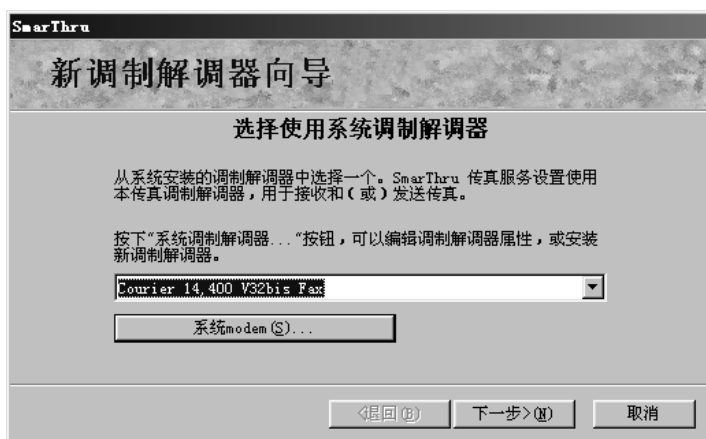 SmarThru
新调制解调器向导
选择使用系统调制解调器
从系统安装的调制解调器中选择一个。SmarThru 传真服务设置使用
本传真调制解调器，用于接收和（或）发送传真。
按下"系统调制解调器..."按钮，可以编辑调制解调器属性，或安装
新调制解调器。
Courier 14,400 V32bis Fax
系统modem(S)...
<退回(B) 下一步>(N) 取消